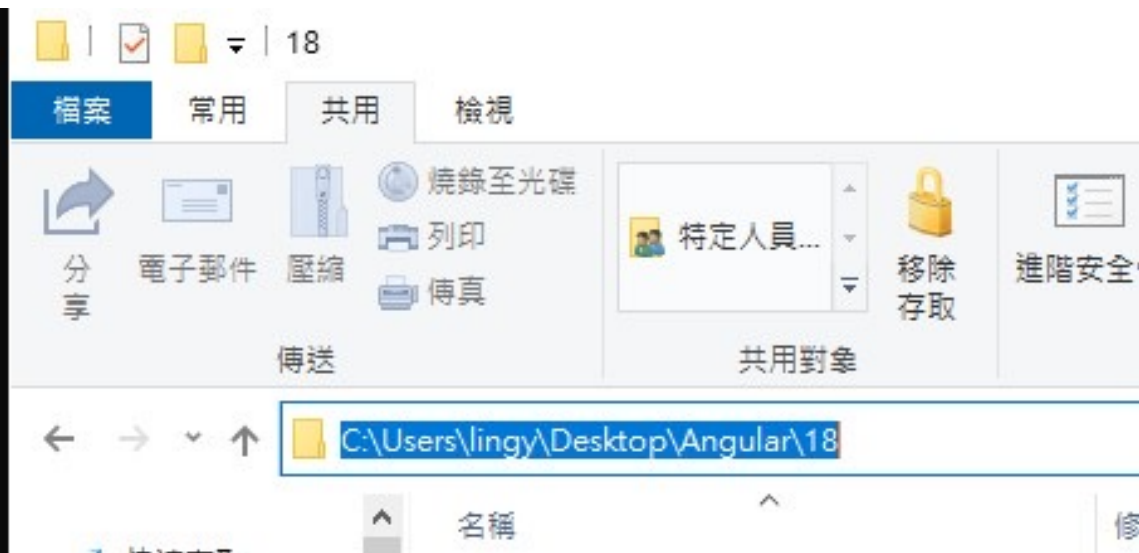 18
檔案 常用 共用 檢視
分享
電子郵件
壓縮
燒錄至光碟
列印
傳真
傳送
特定人員...
共用對象
移除
存取
進階安全
C:\Users\lingy\Desktop\Angular\18
名稱
修